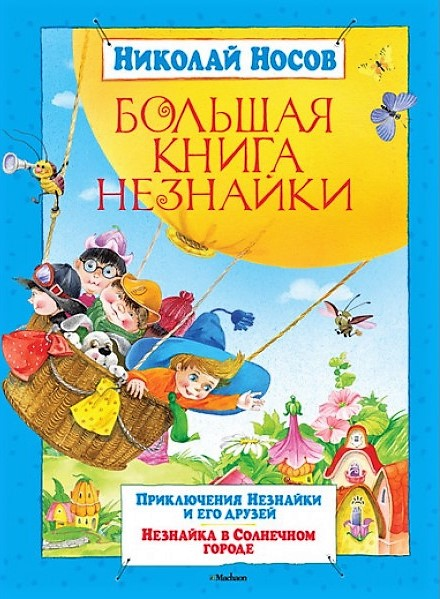 Николай Носов
Большая
книга
Незнайки
Приключения Незнайки
и его друзей
Незнайка в Солнечном
городе
Machaon